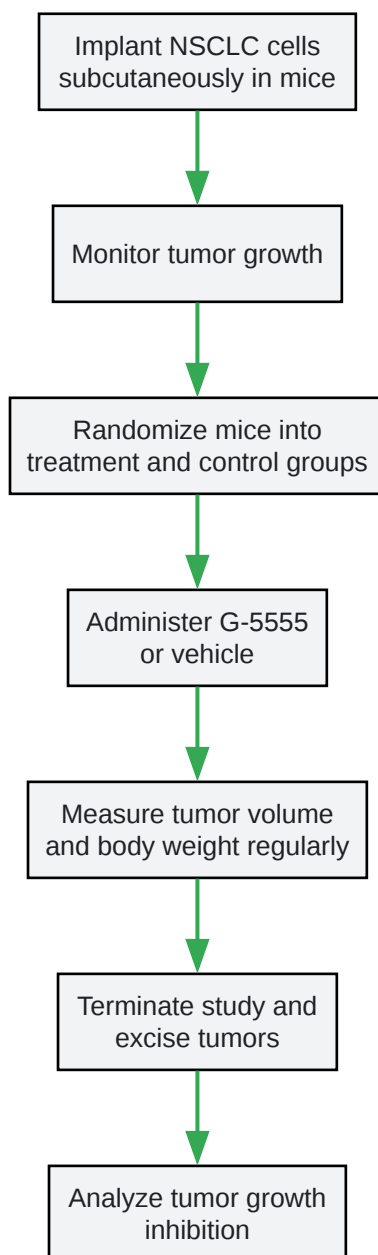 Implant NSCLC cells
subcutaneously in mice
Monitor tumor growth
Randomize mice into
treatment and control groups
Administer G-5555
or vehicle
Measure tumor volume
and body weight regularly
Terminate study and
excise tumors
Analyze tumor growth
inhibition